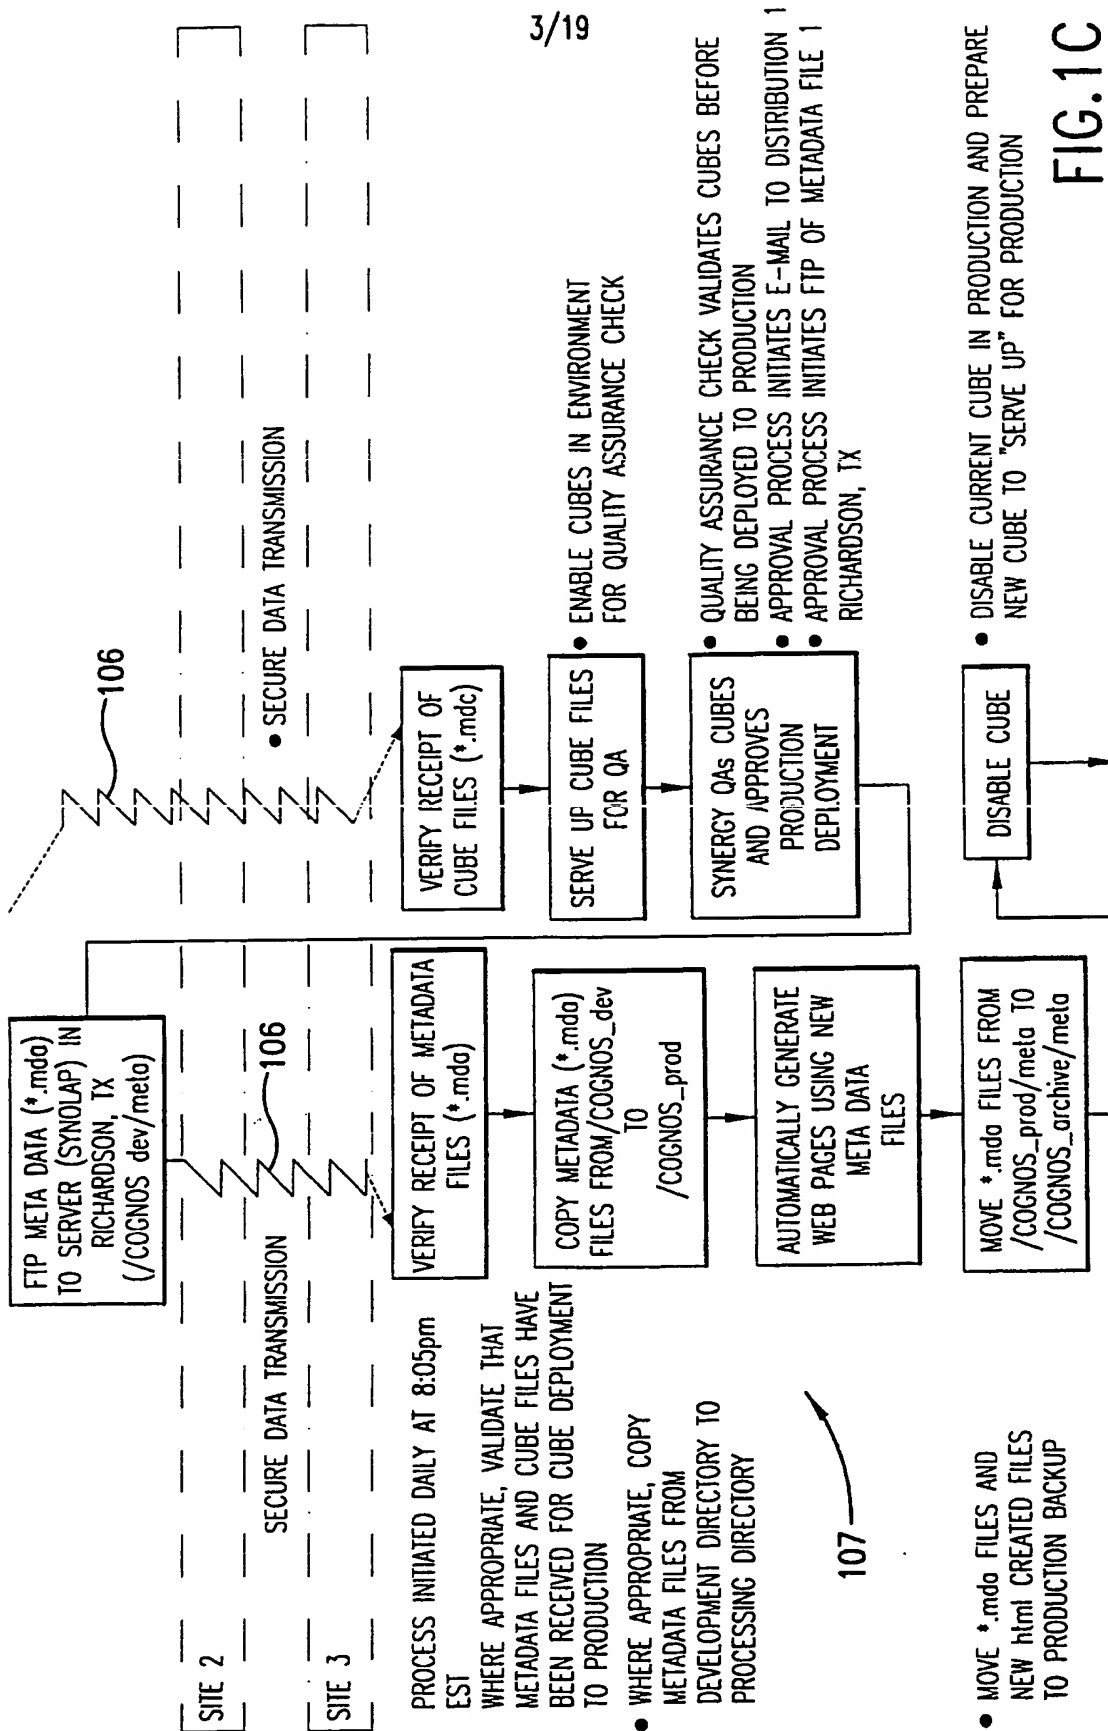 3/19
FTP META DATA (*.mda)
TO SERVER (SYNOLAP) IN
RICHARDSON, TX
(/COGNOS dev/meta)
106
106
SITE 2
SECURE DATA TRANSMISSION
● SECURE DATA TRANSMISSION
SITE 3
PROCESS INITIATED DAILY AT 8:05pm
EST
WHERE APPROPRIATE, VALIDATE THAT
METADATA FILES AND CUBE FILES HAVE
BEEN RECEIVED FOR CUBE DEPLOYMENT
TO PRODUCTION
VERIFY RECEIPT OF METADATA
FILES (*.mda)
VERIFY RECEIPT OF
CUBE FILES (*.mdc)
● WHERE APPROPRIATE, COPY
METADATA FILES FROM
DEVELOPMENT DIRECTORY TO
PROCESSING DIRECTORY
COPY METADATA (*.mda)
FILES FROM/COGNOS_dev
TO
/COGNOS_prod
SERVE UP CUBE FILES
FOR QA
● ENABLE CUBES IN ENVIRONMENT
FOR QUALITY ASSURANCE CHECK
107
AUTOMATICALLY GENERATE
WEB PAGES USING NEW
META DATA
FILES
SYNERGY QAs CUBES
AND APPROVES
PRODUCTION
DEPLOYMENT
● QUALITY ASSURANCE CHECK VALIDATES CUBES BEFORE
BEING DEPLOYED TO PRODUCTION
● APPROVAL PROCESS INITIATES E-MAIL TO DISTRIBUTION 1
● APPROVAL PROCESS INITIATES FTP OF METADATA FILE 1
RICHARDSON, TX
● MOVE *.mda FILES AND
NEW html CREATED FILES
TO PRODUCTION BACKUP
MOVE *.mda FILES FROM
/COGNOS_prod/meta TO
/COGNOS_archive/meta
DISABLE CUBE
● DISABLE CURRENT CUBE IN PRODUCTION AND PREPARE
NEW CUBE TO "SERVE UP" FOR PRODUCTION
FIG.1C